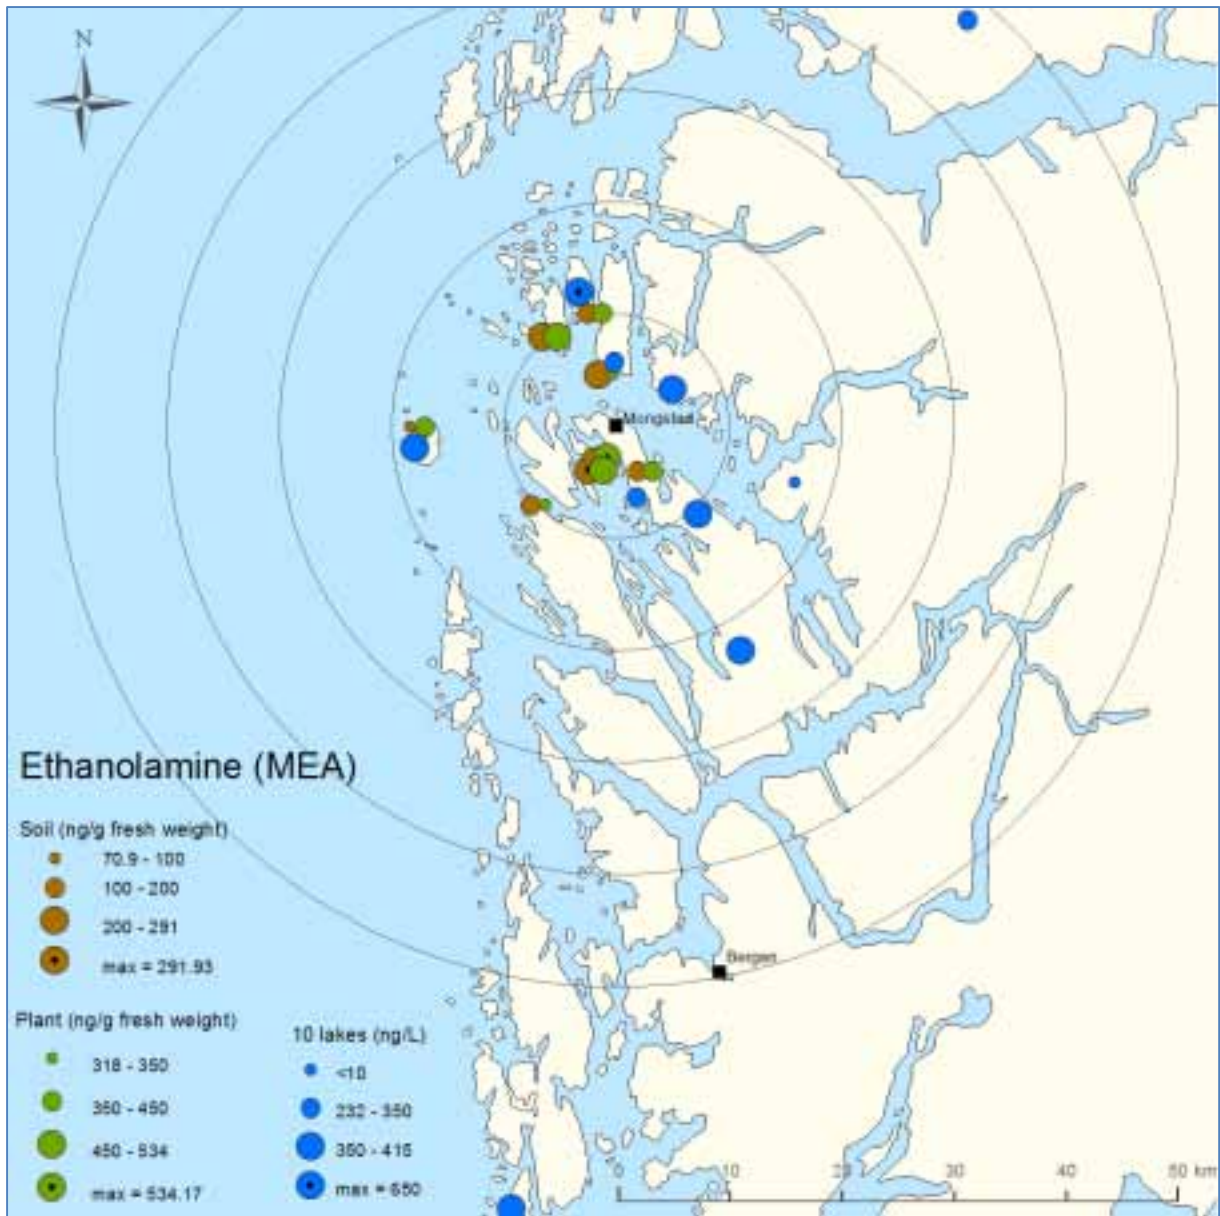 N
Mongstad
Ethanolamine (MEA)
Soil (ng/g fresh weight)
70.9 - 100
100 - 200
200 - 291
max = 291.93
Bergen
Plant (ng/g fresh weight)
318 - 350
350 - 450
450 - 534
max = 534.17
10 lakes (ng/L)
<10
232 - 350
350 - 415
max = 650
0 10 20 30 40 50 km